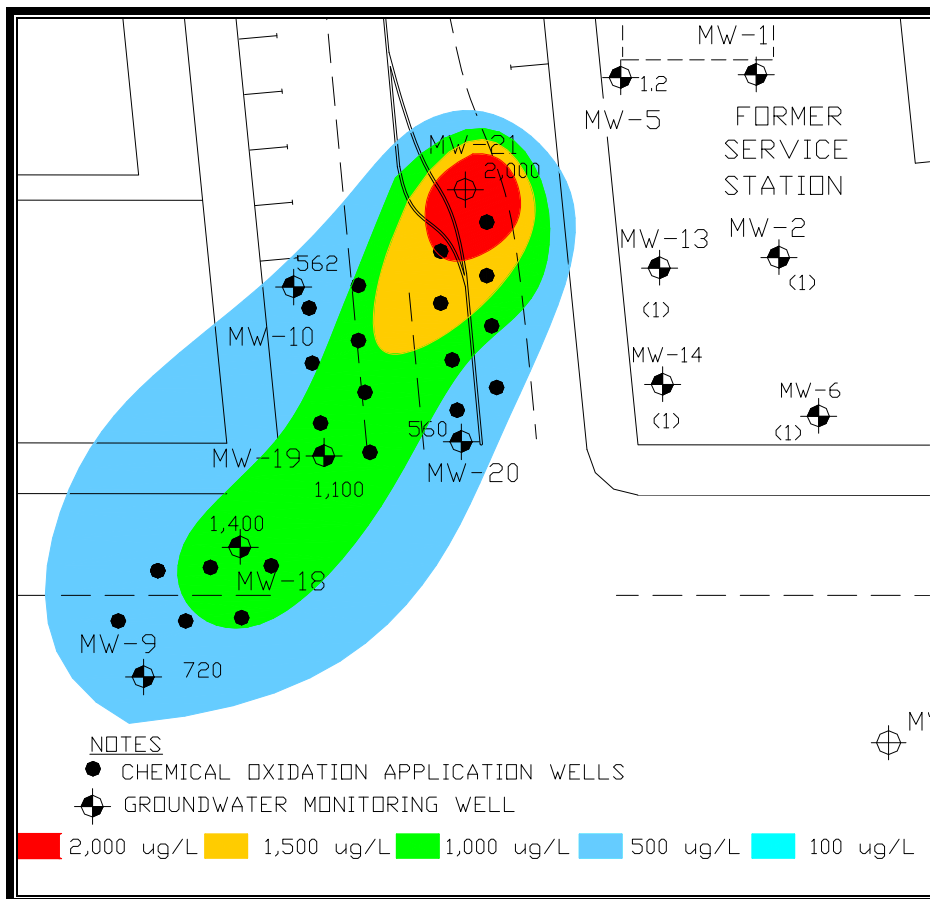 MW-1
1.2
MW-5
FORMER
SERVICE
STATION
MW-21
2,000
MW-13
MW-2
562
(1)
(1)
MW-10
MW-14
MW-6
(1)
(1)
560
MW-19
MW-20
1,100
1,400
MW-18
MW-9
720
NOTES
CHEMICAL OXIDATION APPLICATION WELLS
GROUNDWATER MONITORING WELL
2,000 ug/L 1,500 ug/L 1,000 ug/L 500 ug/L 100 ug/L